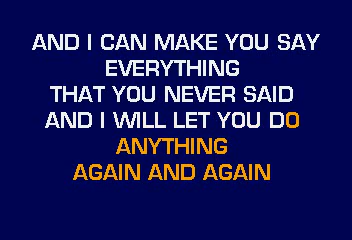 AND I CAN MAKE YOU SAY
EVERYTHING
THAT YOU NEVER SAID
AND I WILL LET YOU DO
ANYTHING
AGAIN AND AGAIN